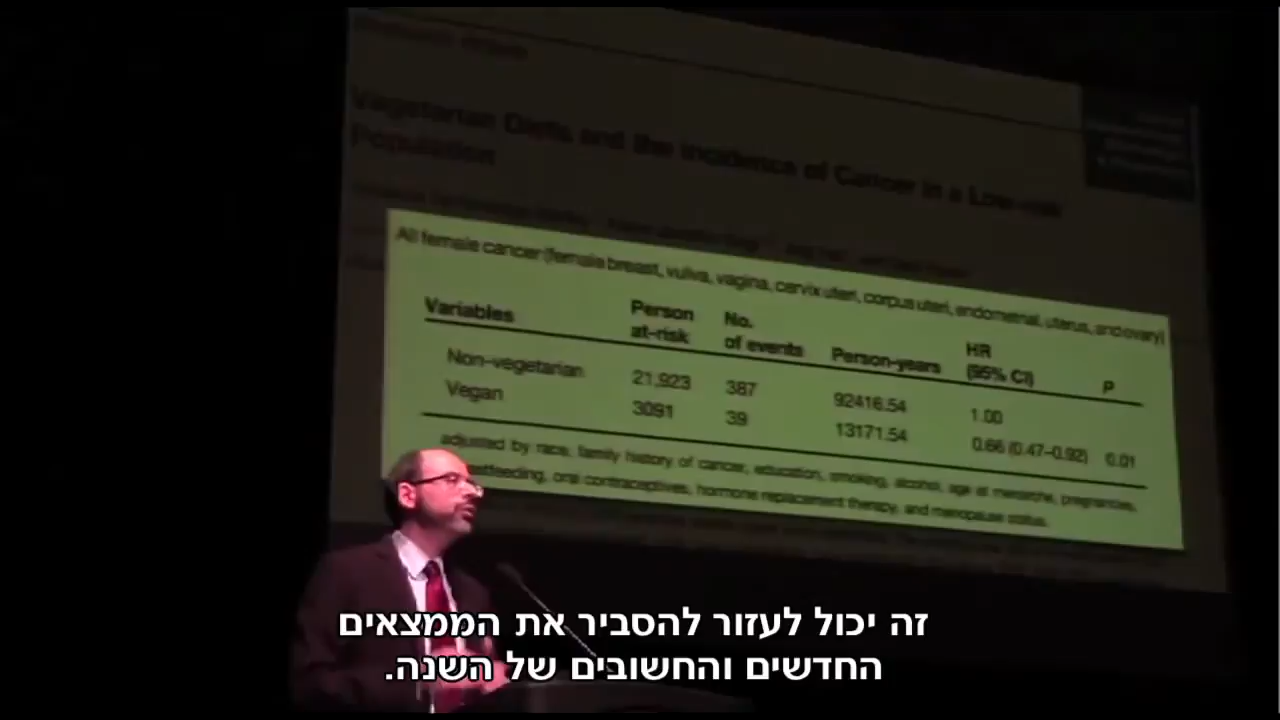 Vegetarian Diets and the Incidence of Cancer in a Low-risk
Population
All female cancer (female breast, vulva, vagina, cervix uteri, corpus uteri, endometrial, uterus, and ovary)
Variables Person at-risk No. of events Person-years HR (95% CI) P
Non-vegetarian 21,923 387 92416.54 1.00
Vegan 3091 39 13171.54 0.66 (0.47–0.92) 0.01
adjusted by race, family history of cancer, education, smoking, alcohol, age at menarche, pregnancies,
oral contraceptives, hormone replacement therapy, and menopause status.
זה יכול לעזור להסביר את הממצאים
החדשים והחשובים של השנה.